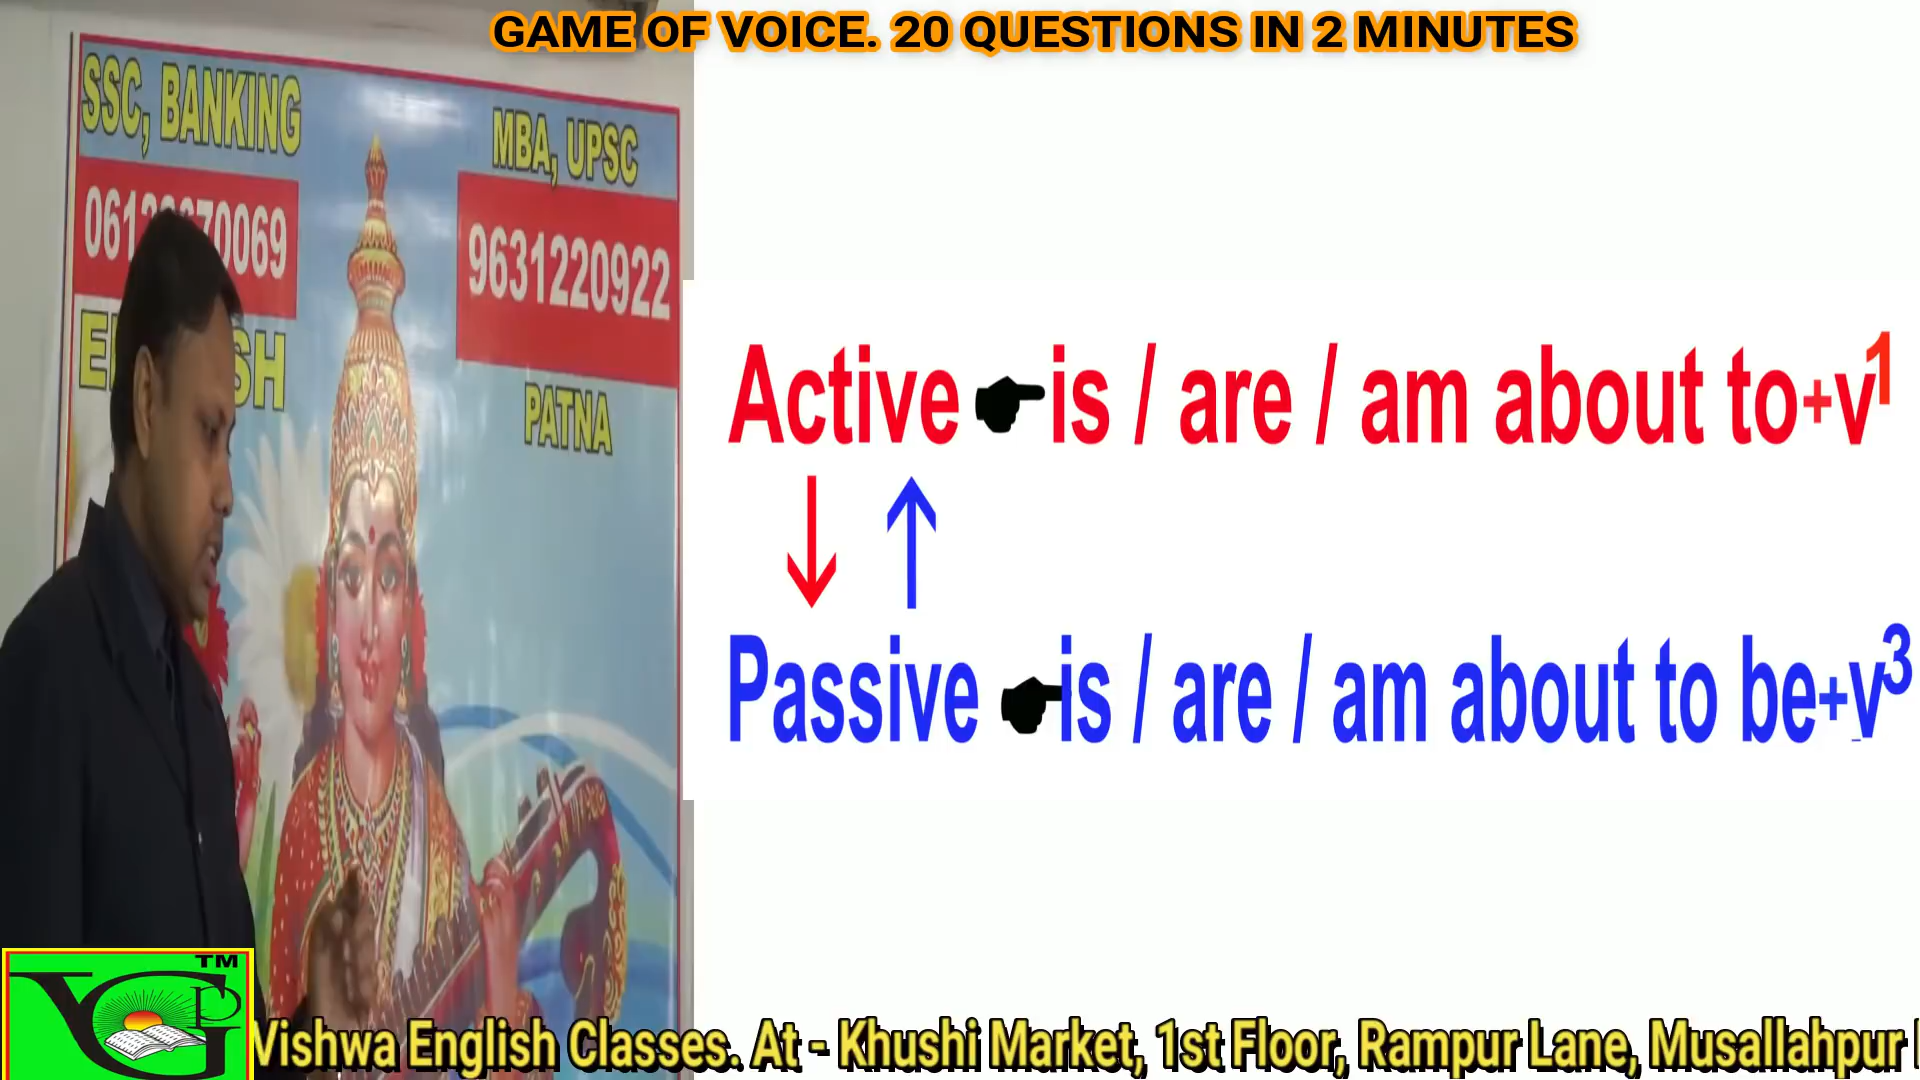 GAME OF VOICE. 20 QUESTIONS IN 2 MINUTES
SSC, BANKING
MBA, UPSC
9631220922
PATNA
Active is / are / am about to+v1
Passive is / are / am about to be+v3
TM
Vishwa English Classes. At - Khushi Market, 1st Floor, Rampur Lane, Musallahpur